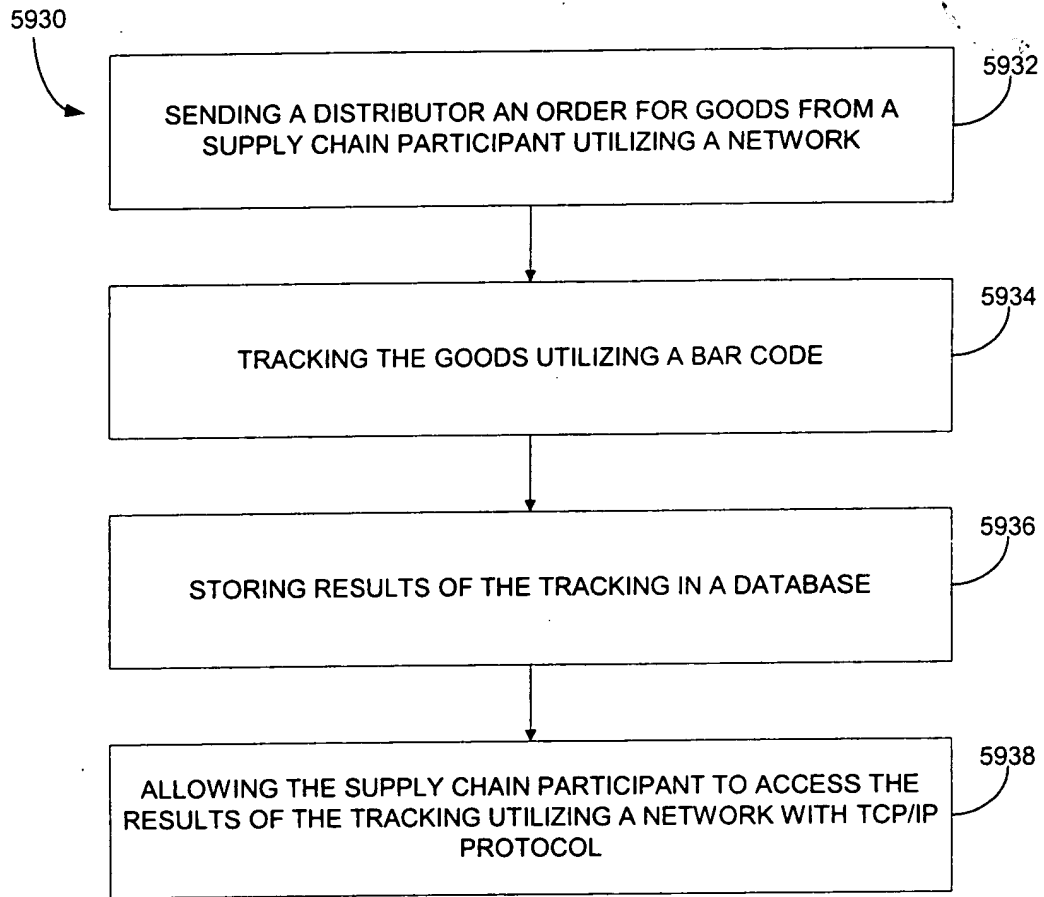 5930
5932
SENDING A DISTRIBUTOR AN ORDER FOR GOODS FROM A
SUPPLY CHAIN PARTICIPANT UTILIZING A NETWORK
5934
TRACKING THE GOODS UTILIZING A BAR CODE
5936
STORING RESULTS OF THE TRACKING IN A DATABASE
5938
ALLOWING THE SUPPLY CHAIN PARTICIPANT TO ACCESS THE
RESULTS OF THE TRACKING UTILIZING A NETWORK WITH TCP/IP
PROTOCOL